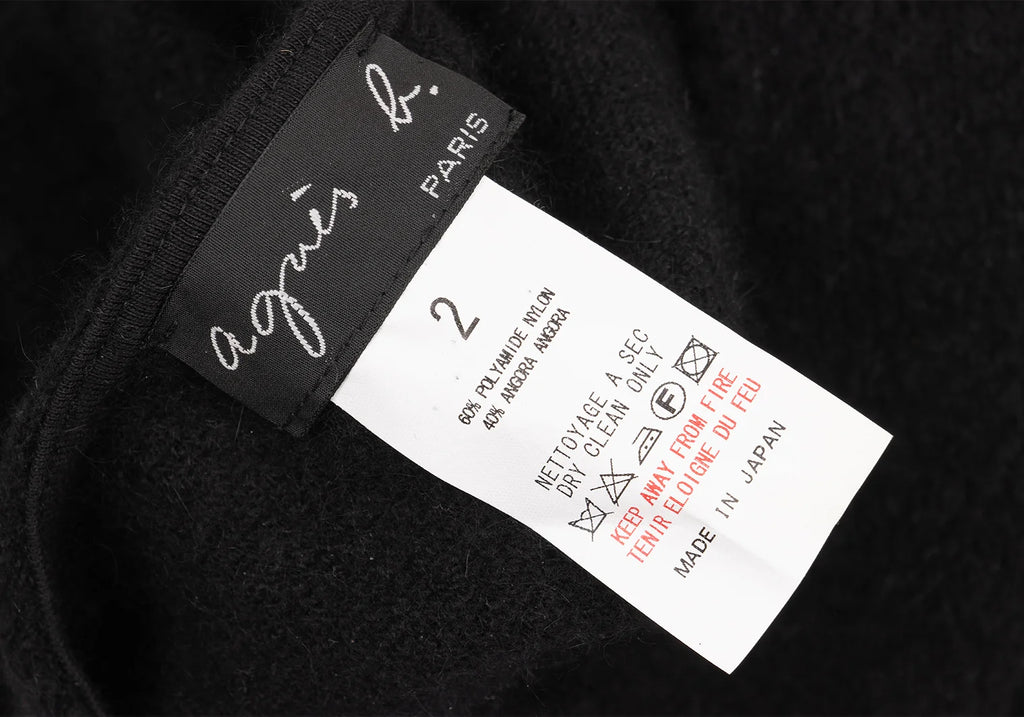 agnès b.
PARIS
2
60% POLYAMIDE NYLON
40% ANGORA ANGORA
NETTOYAGE A SEC
DRY CLEAN ONLY
F
KEEP AWAY FROM FIRE
TENIR ELOIGNE DU FEU
MADE IN JAPAN